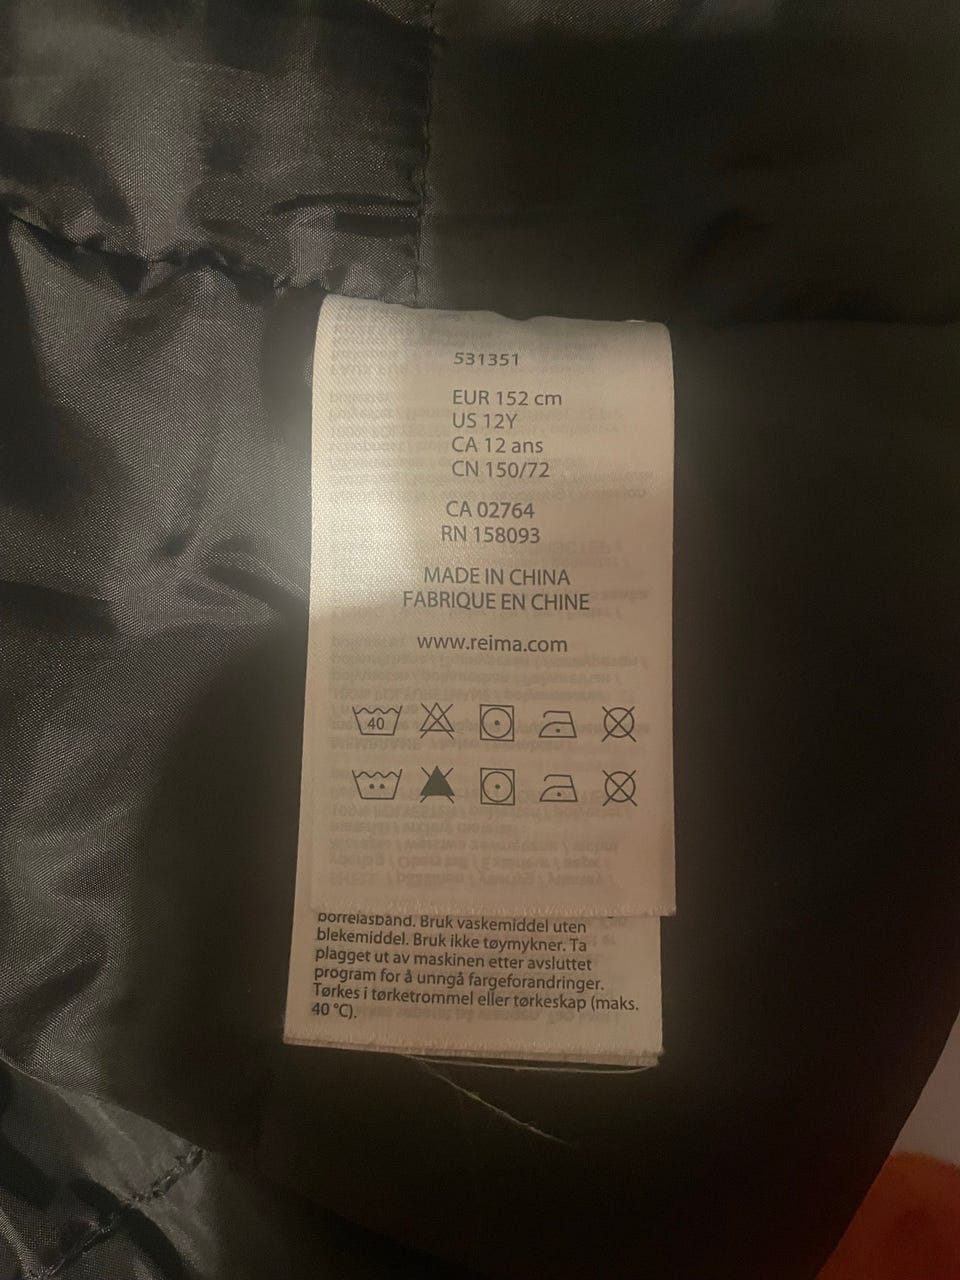 531351
EUR 152 cm
US 12Y
CA 12 ans
CN 150/72
CA 02764
RN 158093
MADE IN CHINA
FABRIQUE EN CHINE
www.reima.com
40
borrelåsbånd. Bruk vaskemiddel uten
blekemiddel. Bruk ikke tøymykner. Ta
plagget ut av maskinen etter avsluttet
program for å unngå fargeforandringer.
Tørkes i tørketrommel eller tørkeskap (maks.
40 °C).